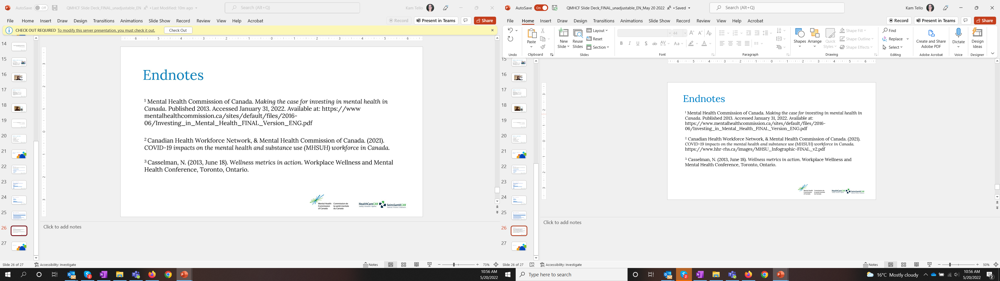 AutoSave Off QMHCF Slide Deck_FINAL_unadjustable_EN • Last Modified: 10m ago Search (Alt+Q) Kam Tello
File Home Insert Draw Design Transitions Animations Slide Show Record Review View Help Acrobat Record Present in Teams Share
CHECK OUT REQUIRED To modify this server presentation, you must check it out. Check Out
14
15
16
17
18
19
20
21
22
23
24
25
26
27
Endnotes
1 Mental Health Commission of Canada. Making the case for investing in mental health in
Canada. Published 2013. Accessed January 31, 2022. Available at: https://www
mentalhealthcommission.ca/sites/default/files/2016-
06/Investing_in_Mental_Health_FINAL_Version_ENG.pdf
2 Canadian Health Workforce Network, & Mental Health Commission of Canada. (2021).
COVID-19 impacts on the mental health and substance use (MHSUH) workforce in Canada.
3 Casselman, N. (2013, June 18). Wellness metrics in action. Workplace Wellness and Mental
Health Conference, Toronto, Ontario.
Mental Health Commission of Canada
Commission de la santé mentale du Canada
HealthCareCAN SoinsSantéCAN
Click to add notes
Slide 26 of 27 Accessibility: Investigate Notes 73%
10:56 AM
5/20/2022
AutoSave On QMHCF Slide Deck_FINAL_unadjustable_EN_May 20 2022 • Saved Search (Alt+Q) Kam Tello
File Home Insert Draw Design Transitions Animations Slide Show Record Review View Help Acrobat Record Present in Teams Share
Undo
Paste
Clipboard
New Slide
Reuse Slides
Layout
Reset
Section
Slides
44
Font
Paragraph
Shapes
Arrange
Quick Styles
Shape Fill
Shape Outline
Shape Effects
Drawing
Find
Replace
Select
Editing
Create and Share Adobe PDF
Adobe Acrobat
Dictate
Voice
Design Ideas
Designer
15
16
17
18
19
20
21
22
23
24
25
26
27
Endnotes
1 Mental Health Commission of Canada. Making the case for investing in mental health in
Canada. Published 2013. Accessed January 31, 2022. Available at:
https://www.mentalhealthcommission.ca/sites/default/files/2016-
06/Investing_in_Mental_Health_FINAL_Version_ENG.pdf
2. Canadian Health Workforce Network, & Mental Health Commission of Canada. (2021).
COVID-19 impacts on the mental health and substance use (MHSUH) workforce in Canada.
https://www.hhr-rhs.ca/images/MHSU_Infographic-FINAL_v2.pdf
3. Casselman, N. (2013, June 18). Wellness metrics in action. Workplace Wellness and
Mental Health Conference, Toronto, Ontario.
Mental Health Commission of Canada
Commission de la santé mentale du Canada
HealthCareCAN SoinsSantéCAN
Click to add notes
Slide 26 of 27 Accessibility: Investigate Notes 50%
Type here to search
16°C Mostly cloudy
10:56 AM
5/20/2022